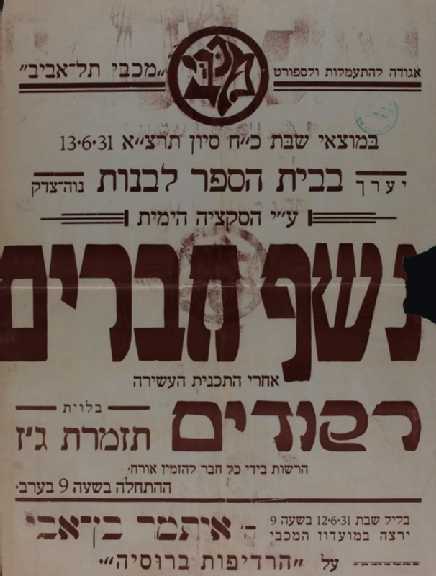 אגודה להתעמלות ולספורט
מכבי
„מכבי תל-אביב"
במוצאי שבת כ"ח סיון תרצ"א 13·6·31
יערך בבית הספר לבנות נוה-צדק
ע"י הסקציה הימית
נשף חברים
אחרי התכנית העשירה
רקודים בלוית
תזמרת ג'ז
הרשות בידי כל חבר להזמין אורח·
ההתחלה בשעה 9 בערב·
בליל שבת 12·6·31 בשעה 9
ירצה במועדון המכבי
ה' איתמר בן-אבי
על "הרדיפות ברוסיה"·